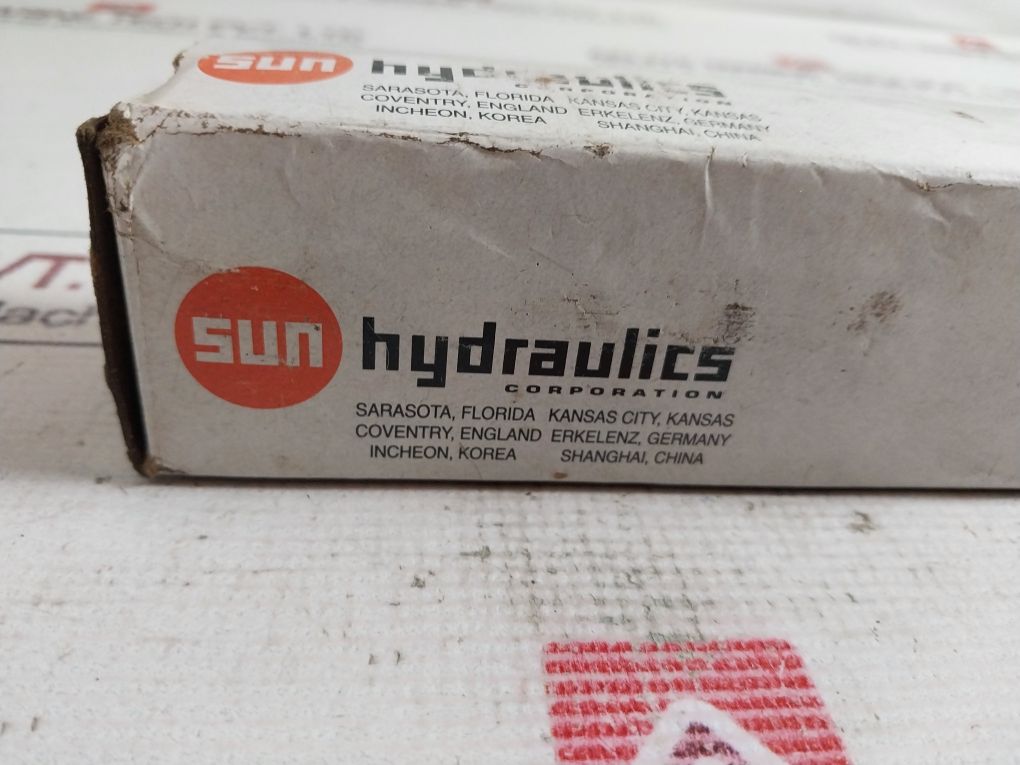 sun hydraulics
CORPORATION
SARASOTA, FLORIDA KANSAS CITY, KANSAS
COVENTRY, ENGLAND ERKELENZ, GERMANY
INCHEON, KOREA SHANGHAI, CHINA
sun hydraulics
CORPORATION
SARASOTA, FLORIDA KANSAS CITY, KANSAS
COVENTRY, ENGLAND ERKELENZ, GERMANY
INCHEON, KOREA SHANGHAI, CHINA